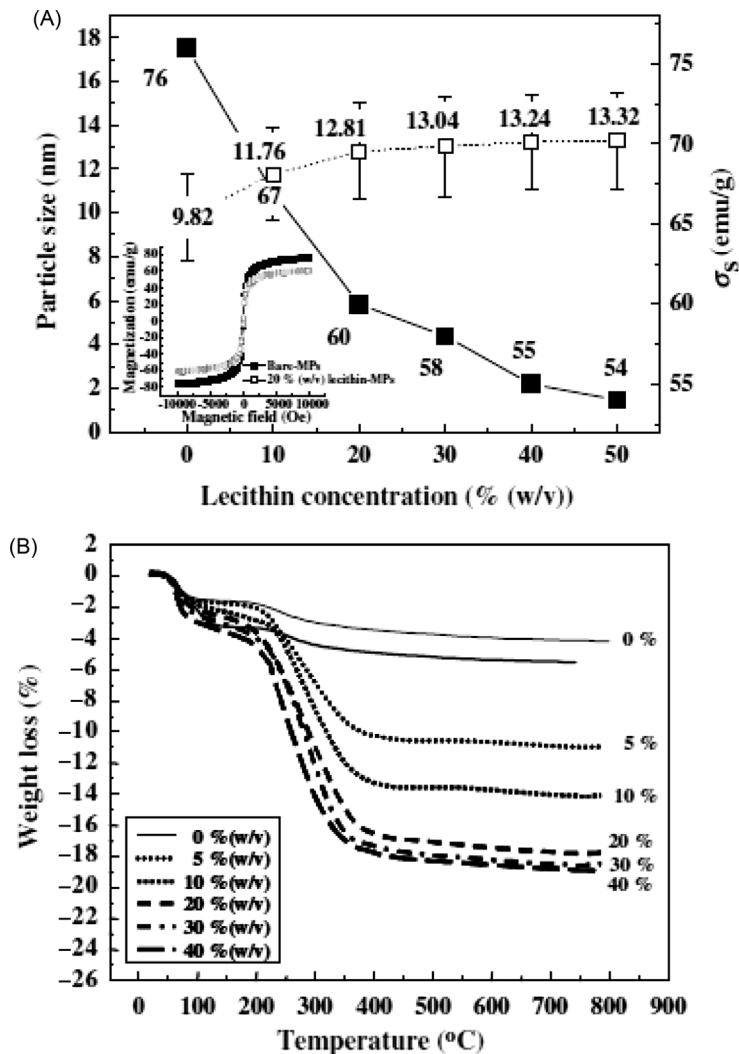 (A)
18
16
14
12
10
8
6
4
2
0
Particle size (nm)
76
9.82
11.76
67
12.81
60
13.04
58
13.24
55
13.32
54
75
70
65
60
55
σs (emu/g)
Magnetization (emu/g)
80
60
40
20
0
−20
−40
−60
−80
Bare-MPs
20 % (w/v) lecithin-MPs
−10000 −5000 0 5000 10000
Magnetic field (Oe)
0 10 20 30 40 50
Lecithin concentration (% (w/v))
(B)
2
0
−2
−4
−6
−8
−10
−12
−14
−16
−18
−20
−22
−24
−26
Weight loss (%)
0 %
5 %
10 %
20 %
30 %
40 %
0 %(w/v)
5 %(w/v)
10 %(w/v)
20 %(w/v)
30 %(w/v)
40 %(w/v)
0 100 200 300 400 500 600 700 800 900
Temperature (°C)